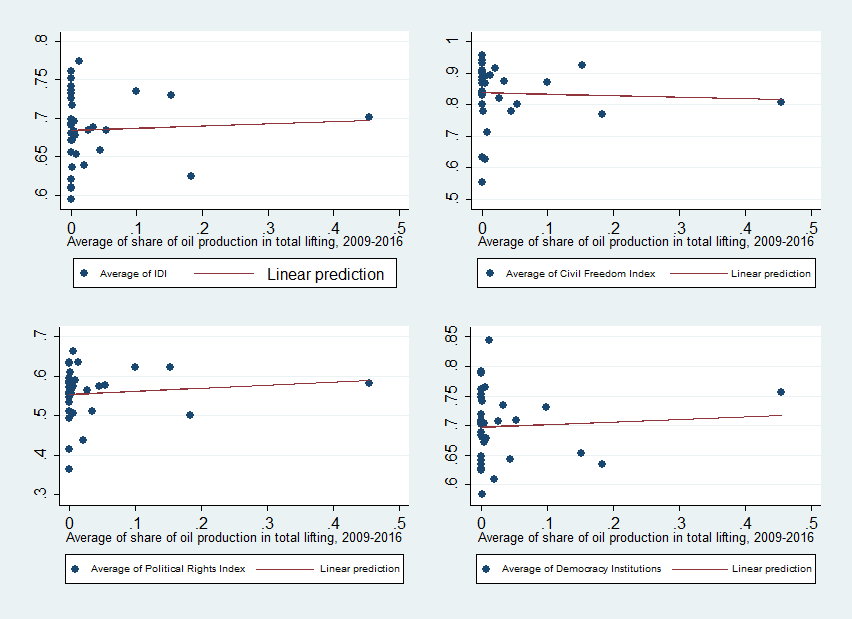 .8
.75
.7
.65
.6
0 .1 .2 .3 .4 .5
Average of share of oil production in total lifting, 2009-2016
Average of IDI Linear prediction
1
.9
.8
.7
.6
.5
0 .1 .2 .3 .4 .5
Average of share of oil production in total lifting, 2009-2016
Average of Civil Freedom Index Linear prediction
.7
.6
.5
.4
.3
0 .1 .2 .3 .4 .5
Average of share of oil production in total lifting, 2009-2016
Average of Political Rights Index Linear prediction
.85
.8
.75
.7
.65
.6
0 .1 .2 .3 .4 .5
Average of share of oil production in total lifting, 2009-2016
Average of Democracy Institutions Linear prediction